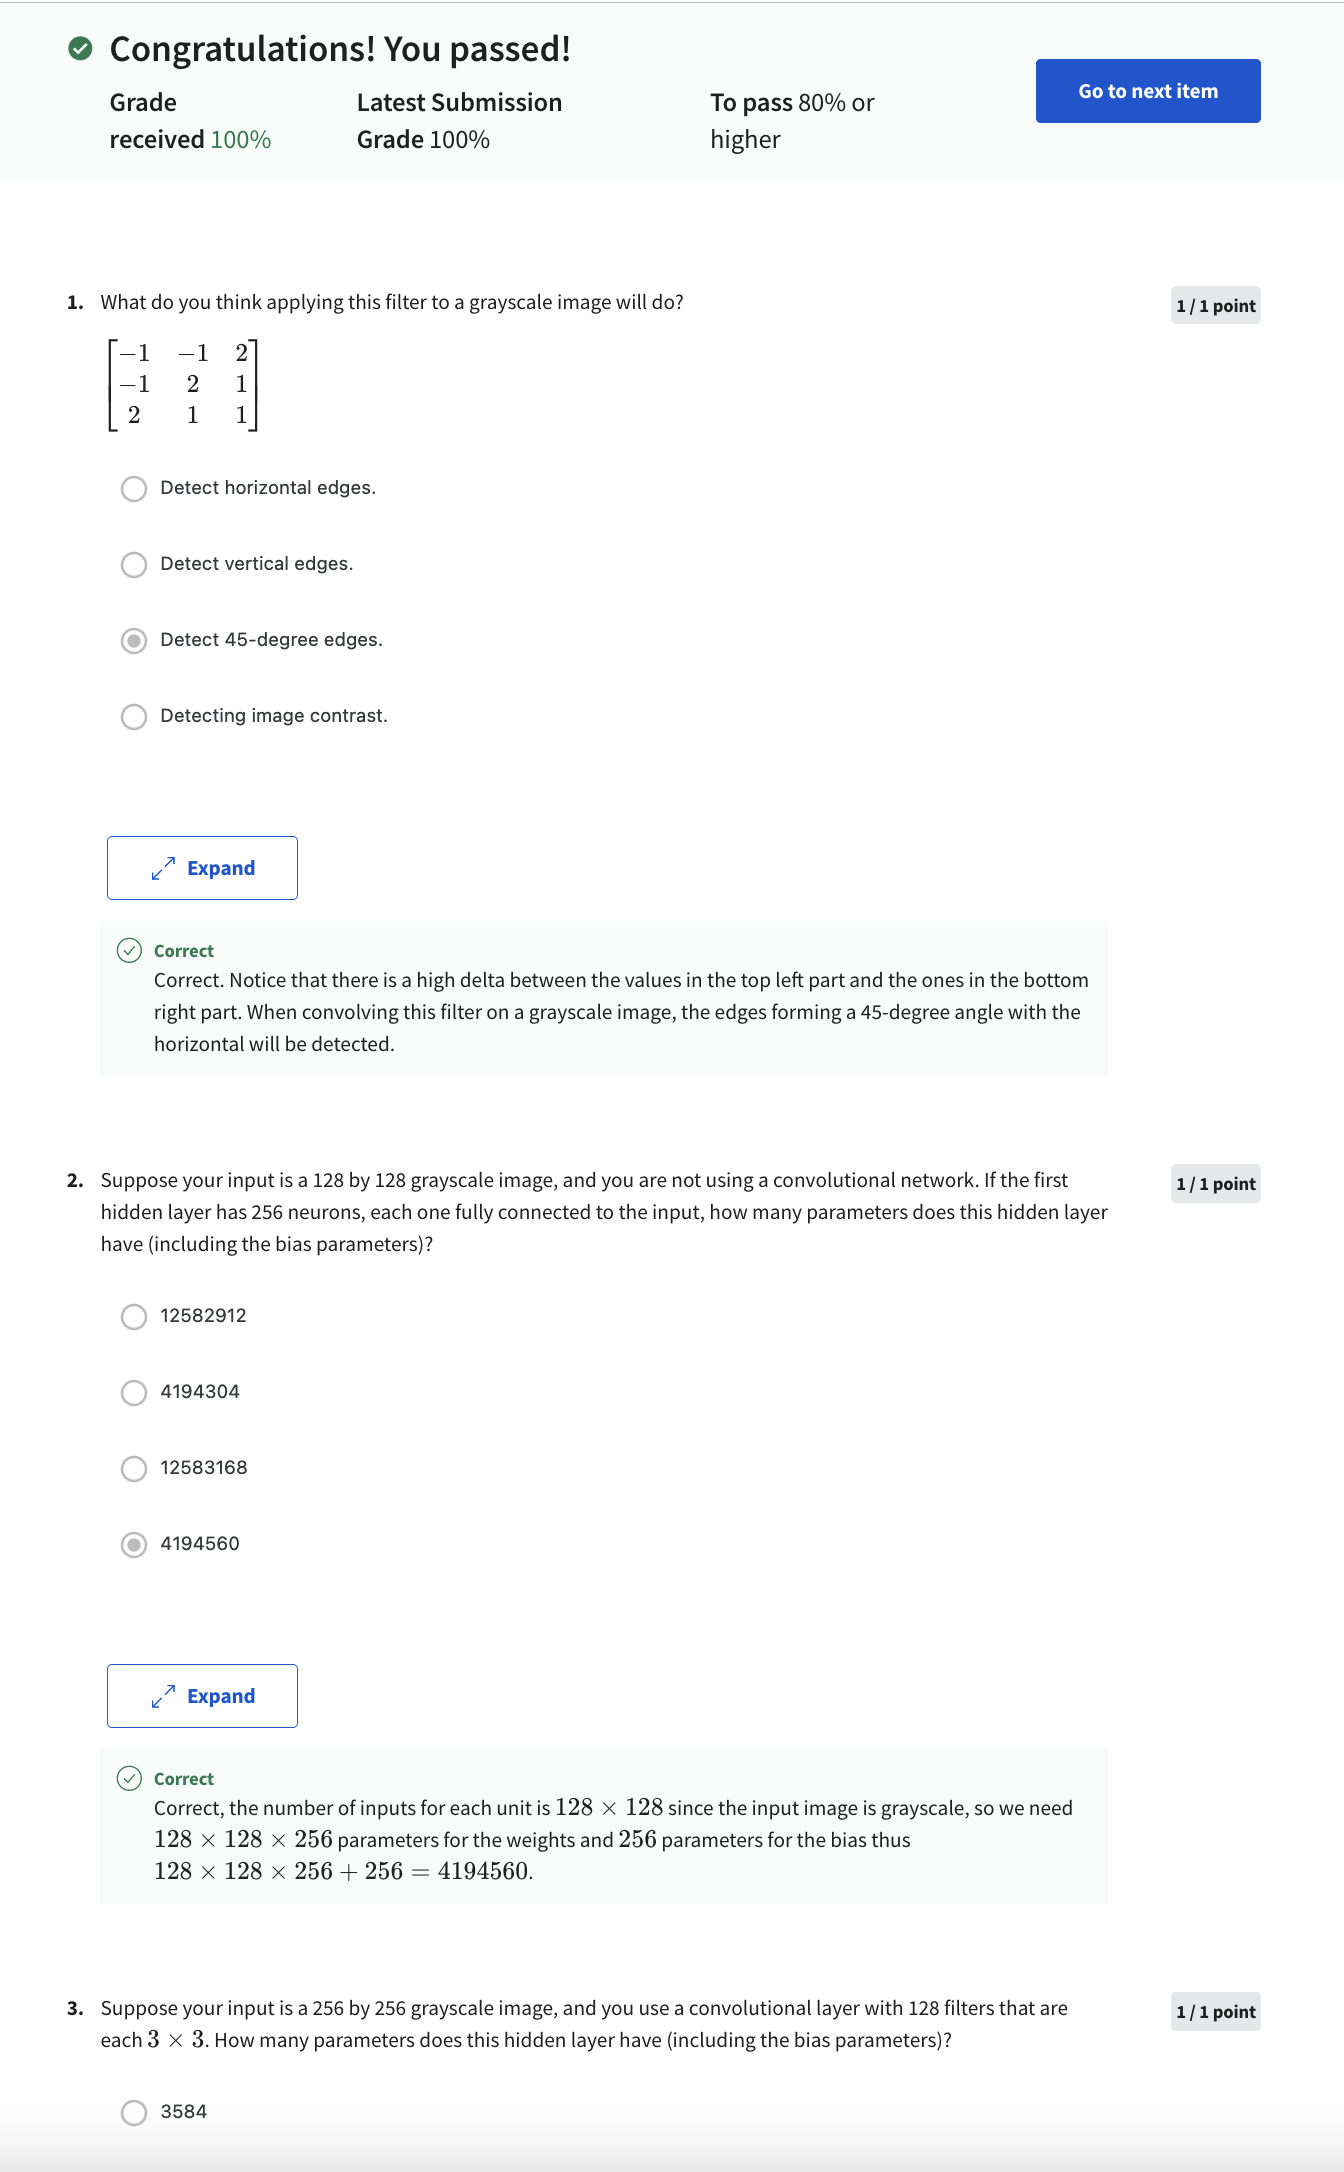 Congratulations! You passed!
Grade
received 100%
Latest Submission
Grade 100%
To pass 80% or
higher
Go to next item
1. What do you think applying this filter to a grayscale image will do?
1 / 1 point
−1 −1 2
−1 2 1
2 1 1
Detect horizontal edges.
Detect vertical edges.
Detect 45-degree edges.
Detecting image contrast.
Expand
Correct
Correct. Notice that there is a high delta between the values in the top left part and the ones in the bottom
right part. When convolving this filter on a grayscale image, the edges forming a 45-degree angle with the
horizontal will be detected.
2. Suppose your input is a 128 by 128 grayscale image, and you are not using a convolutional network. If the first
hidden layer has 256 neurons, each one fully connected to the input, how many parameters does this hidden layer
have (including the bias parameters)?
1 / 1 point
12582912
4194304
12583168
4194560
Expand
Correct
Correct, the number of inputs for each unit is 128 × 128 since the input image is grayscale, so we need
128 × 128 × 256 parameters for the weights and 256 parameters for the bias thus
128 × 128 × 256 + 256 = 4194560.
3. Suppose your input is a 256 by 256 grayscale image, and you use a convolutional layer with 128 filters that are
each 3 × 3. How many parameters does this hidden layer have (including the bias parameters)?
1 / 1 point
3584